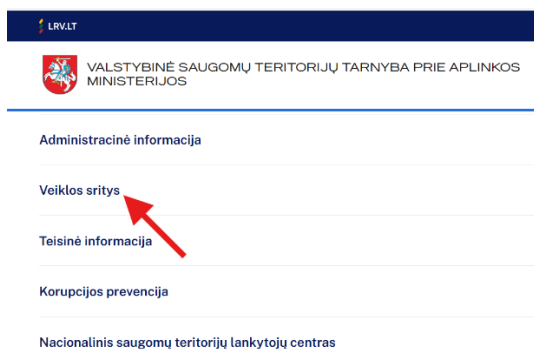 LRV.LT
VALSTYBINĖ SAUGOMŲ TERITORIJŲ TARNYBA PRIE APLINKOS
MINISTERIJOS
Administracinė informacija
Veiklos sritys
Teisinė informacija
Korupcijos prevencija
Nacionalinis saugomų teritorijų lankytojų centras